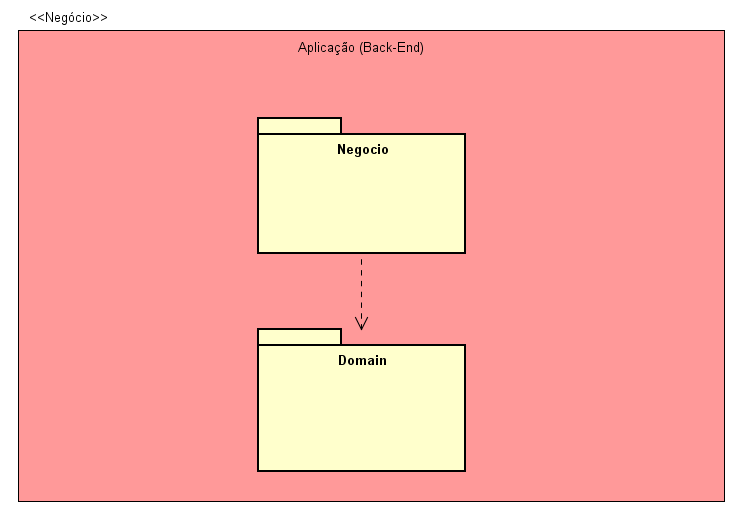 <<Negócio>>
Aplicação (Back-End)
Negocio
Domain